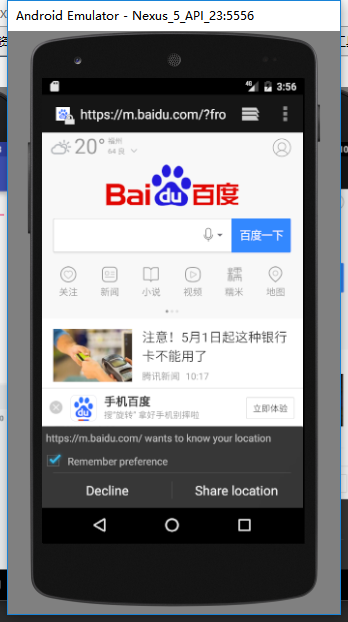 Android Emulator - Nexus_5_API_23:5556
4G 3:56
https://m.baidu.com/?fro
20° 福州
64 良
Bai du 百度
百度一下
关注 新闻 小说 视频 糯米 地图
注意！5月1日起这种银行
卡不能用了
腾讯新闻 10:17
手机百度
按"旋转" 拿好手机别摔啦
立即体验
https://m.baidu.com/ wants to know your location
Remember preference
Decline Share location